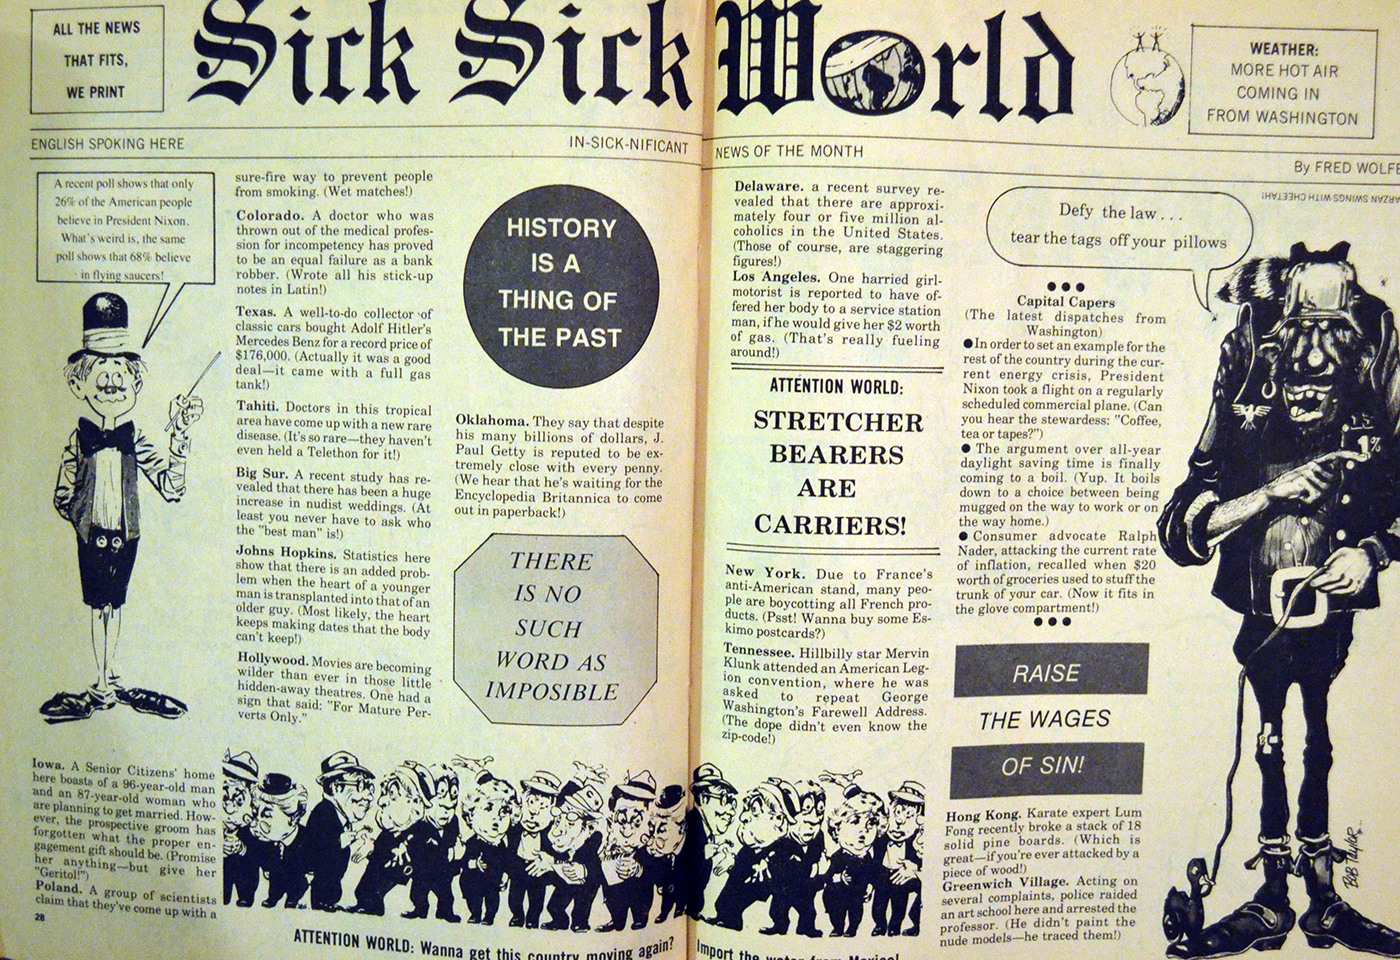 ALL THE NEWS
THAT FITS,
WE PRINT
Sick Sick World
WEATHER:
MORE HOT AIR
COMING IN
FROM WASHINGTON
ENGLISH SPOKING HERE
IN-SICK-NIFICANT
NEWS OF THE MONTH
By FRED WOLFE
A recent poll shows that only
26% of the American people
believe in President Nixon.
What's weird is, the same
poll shows that 68% believe
in flying saucers!
Iowa. A Senior Citizens' home
here boasts of a 96-year-old man
and an 87-year-old woman who
are planning to get married. How-
ever, the prospective groom has
forgotten what the proper en-
gagement gift should be. (Promise
her anything—but give her
"Geritol!")
Poland. A group of scientists
claim that they've come up with a
28
sure-fire way to prevent people
from smoking. (Wet matches!)
Colorado. A doctor who was
thrown out of the medical profes-
sion for incompetency has proved
to be an equal failure as a bank
robber. (Wrote all his stick-up
notes in Latin!)
Texas. A well-to-do collector of
classic cars bought Adolf Hitler's
Mercedes Benz for a record price of
$176,000. (Actually it was a good
deal—it came with a full gas
tank!)
Tahiti. Doctors in this tropical
area have come up with a new rare
disease. (It's so rare—they haven't
even held a Telethon for it!)
Big Sur. A recent study has re-
vealed that there has been a huge
increase in nudist weddings. (At
least you never have to ask who
the "best man" is!)
Johns Hopkins. Statistics here
show that there is an added prob-
lem when the heart of a younger
man is transplanted into that of an
older guy. (Most likely, the heart
keeps making dates that the body
can't keep!)
Hollywood. Movies are becoming
wilder than ever in those little
hidden-away theatres. One had a
sign that said: "For Mature Per-
verts Only."
HISTORY
IS A
THING OF
THE PAST
Oklahoma. They say that despite
his many billions of dollars, J.
Paul Getty is reputed to be ex-
tremely close with every penny.
(We hear that he's waiting for the
Encyclopedia Britannica to come
out in paperback!)
THERE
IS NO
SUCH
WORD AS
IMPOSIBLE
ATTENTION WORLD: Wanna get this country moving again?
Import the water from Mexico!
Delaware. a recent survey re-
vealed that there are approxi-
mately four or five million al-
coholics in the United States.
(Those of course, are staggering
figures!)
Los Angeles. One harried girl-
motorist is reported to have of-
fered her body to a service station
man, if he would give her $2 worth
of gas. (That's really fueling
around!)
ATTENTION WORLD:
STRETCHER
BEARERS
ARE
CARRIERS!
New York. Due to France's
anti-American stand, many peo-
ple are boycotting all French pro-
ducts. (Psst! Wanna buy some Es-
kimo postcards?)
Tennessee. Hillbilly star Mervin
Klunk attended an American Leg-
ion convention, where he was
asked to repeat George
Washington's Farewell Address.
(The dope didn't even know the
zip-code!)
ARZAN SWINGS WITH CHEETAH!
Defy the law . . .
tear the tags off your pillows
Capital Capers
(The latest dispatches from
Washington)
●In order to set an example for the
rest of the country during the cur-
rent energy crisis, President
Nixon took a flight on a regularly
scheduled commercial plane. (Can
you hear the stewardess: "Coffee,
tea or tapes?")
● The argument over all-year
daylight saving time is finally
coming to a boil. (Yup. It boils
down to a choice between being
mugged on the way to work or on
the way home.)
● Consumer advocate Ralph
Nader, attacking the current rate
of inflation, recalled when $20
worth of groceries used to stuff the
trunk of your car. (Now it fits in
the glove compartment!)
RAISE
THE WAGES
OF SIN!
Hong Kong. Karate expert Lum
Fong recently broke a stack of 18
solid pine boards. (Which is
great—if you're ever attacked by a
piece of wood!)
Greenwich Village. Acting on
several complaints, police raided
an art school here and arrested the
professor. (He didn't paint the
nude models—he traced them!)
1%
BOB TAYLOR